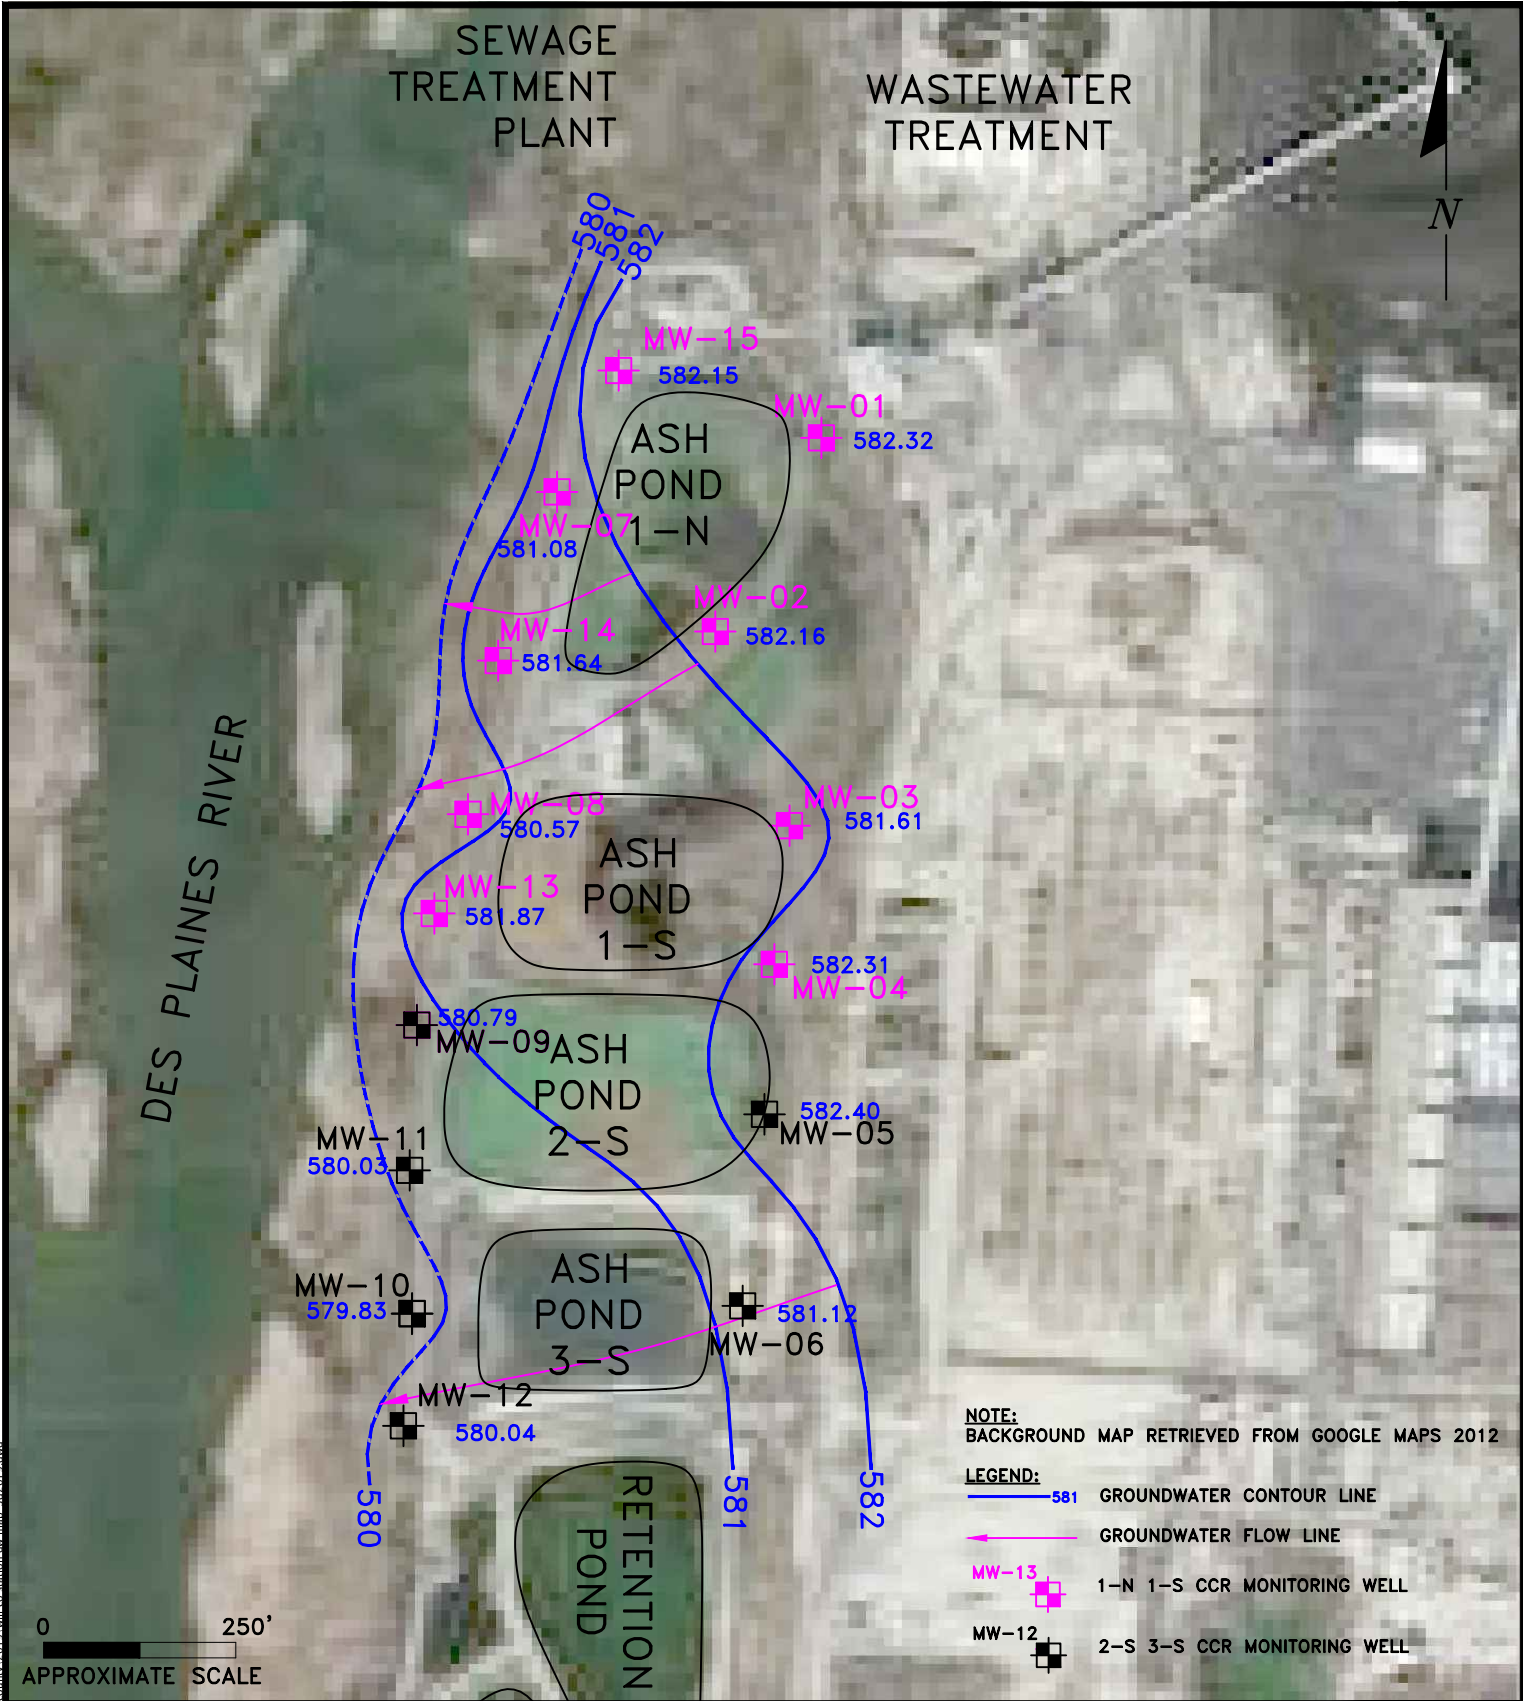 SEWAGE
TREATMENT
PLANT
WASTEWATER
TREATMENT
N
580
581
582
MW-15
582.15
MW-01
582.32
ASH
POND
1-N
MW-07
581.08
MW-02
582.16
MW-14
581.64
DES PLAINES RIVER
MW-08
580.57
MW-03
581.61
ASH
POND
1-S
MW-13
581.87
582.31
MW-04
580.79
MW-09
ASH
POND
2-S
582.40
MW-05
MW-11
580.03
MW-10
579.83
ASH
POND
3-S
581.12
MW-06
MW-12
580.04
580
581
582
RETENTION
POND
NOTE:
BACKGROUND MAP RETRIEVED FROM GOOGLE MAPS 2012
LEGEND:
581 GROUNDWATER CONTOUR LINE
GROUNDWATER FLOW LINE
MW-13 1-N 1-S CCR MONITORING WELL
MW-12 2-S 3-S CCR MONITORING WELL
0 250'
APPROXIMATE SCALE